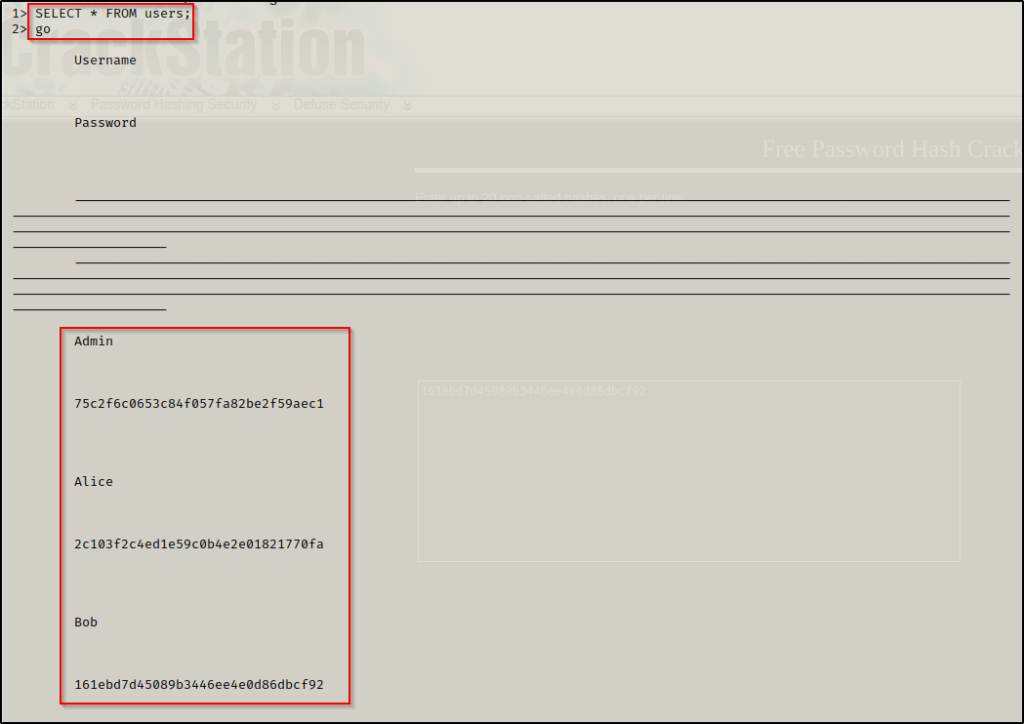 1> SELECT * FROM users;
2> go
CrackStation
ckStation Password Hashing Security Defuse Security
Username
Password
Free Password Hash Crack
Enter up to 20 non-salted hashes, one per line:
Admin
75c2f6c0653c84f057fa82be2f59aec1
161ebd7d45089b3446ee4e0d86dbcf92
Alice
2c103f2c4ed1e59c0b4e2e01821770fa
Bob
161ebd7d45089b3446ee4e0d86dbcf92